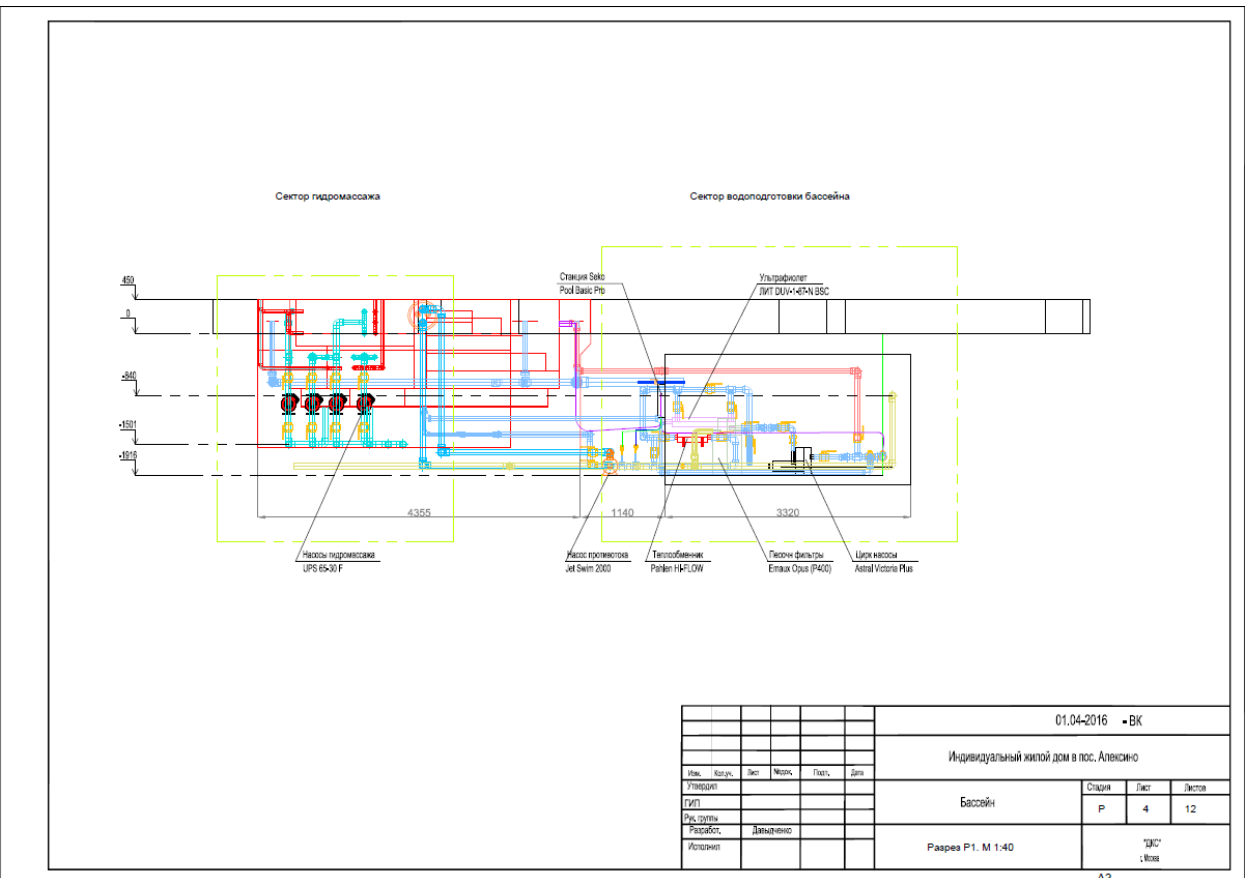 Сектор гидромассажа
Сектор водоподготовки бассейна
Станция Seko
Pool Basic Pro
Ультрафиолет
ЛИТ DUV-1-87-N BSC
450
0
-840
-1501
-1916
4355
1140
3320
Насосы гидромассажа
UPS 65-30 F
Насос противотока
Jet Swim 2000
Теплообменник
Pahlen HI-FLOW
Песочн фильтры
Emaux Opus (P400)
Цирк насосы
Astral Victoria Plus
01.04-2016 - ВК
Индивидуальный жилой дом в пос. Алексино
Изм. Кол.уч. Лист №док. Подп. Дата
Утвердил
ГИП
Рук. группы
Разработ. Давыдченко
Исполнил
Бассейн
Стадия Лист Листов
Р 4 12
Разрез Р1. М 1:40
"ДКС"
г. Москва